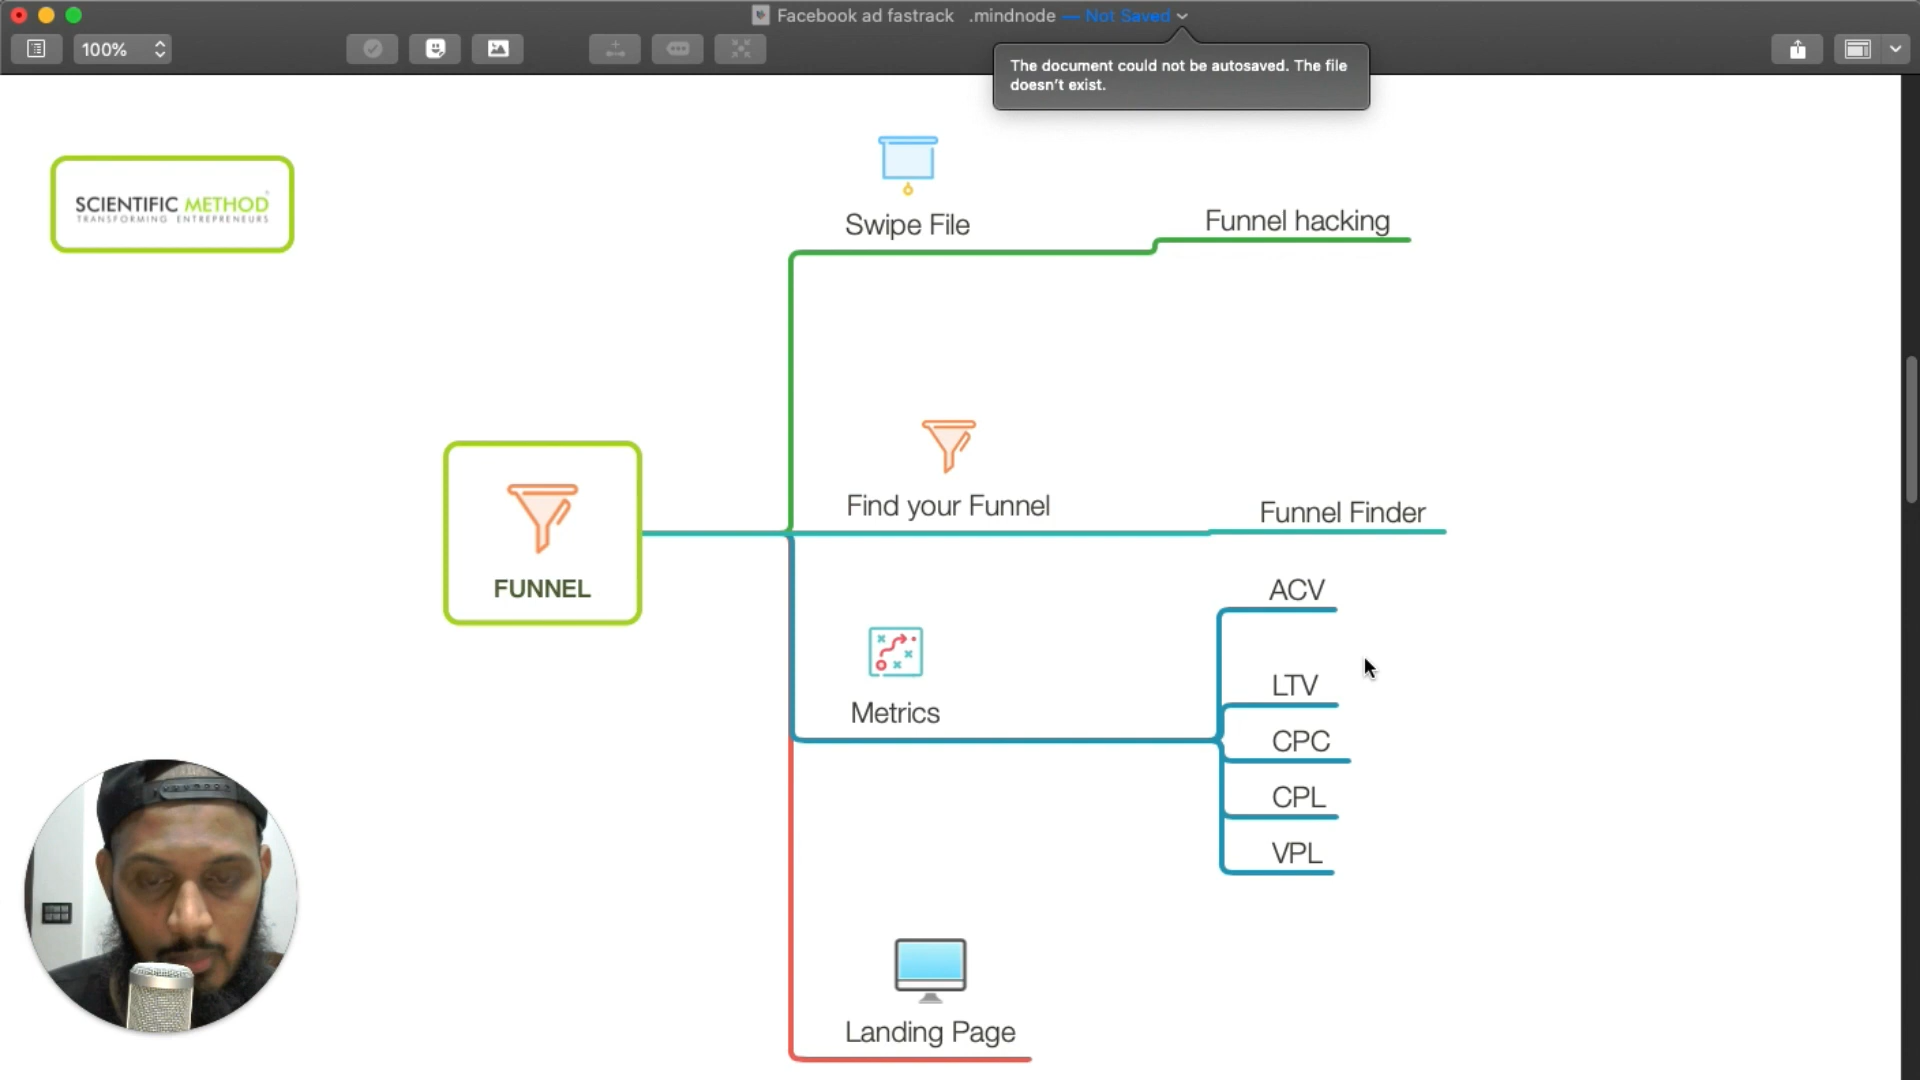 Facebook ad fastrack .mindnode — Not Saved
100%
The document could not be autosaved. The file
doesn't exist.
SCIENTIFIC METHOD
TRANSFORMING ENTREPRENEURS
Swipe File
Funnel hacking
Find your Funnel
Funnel Finder
FUNNEL
ACV
LTV
Metrics
CPC
CPL
VPL
Landing Page